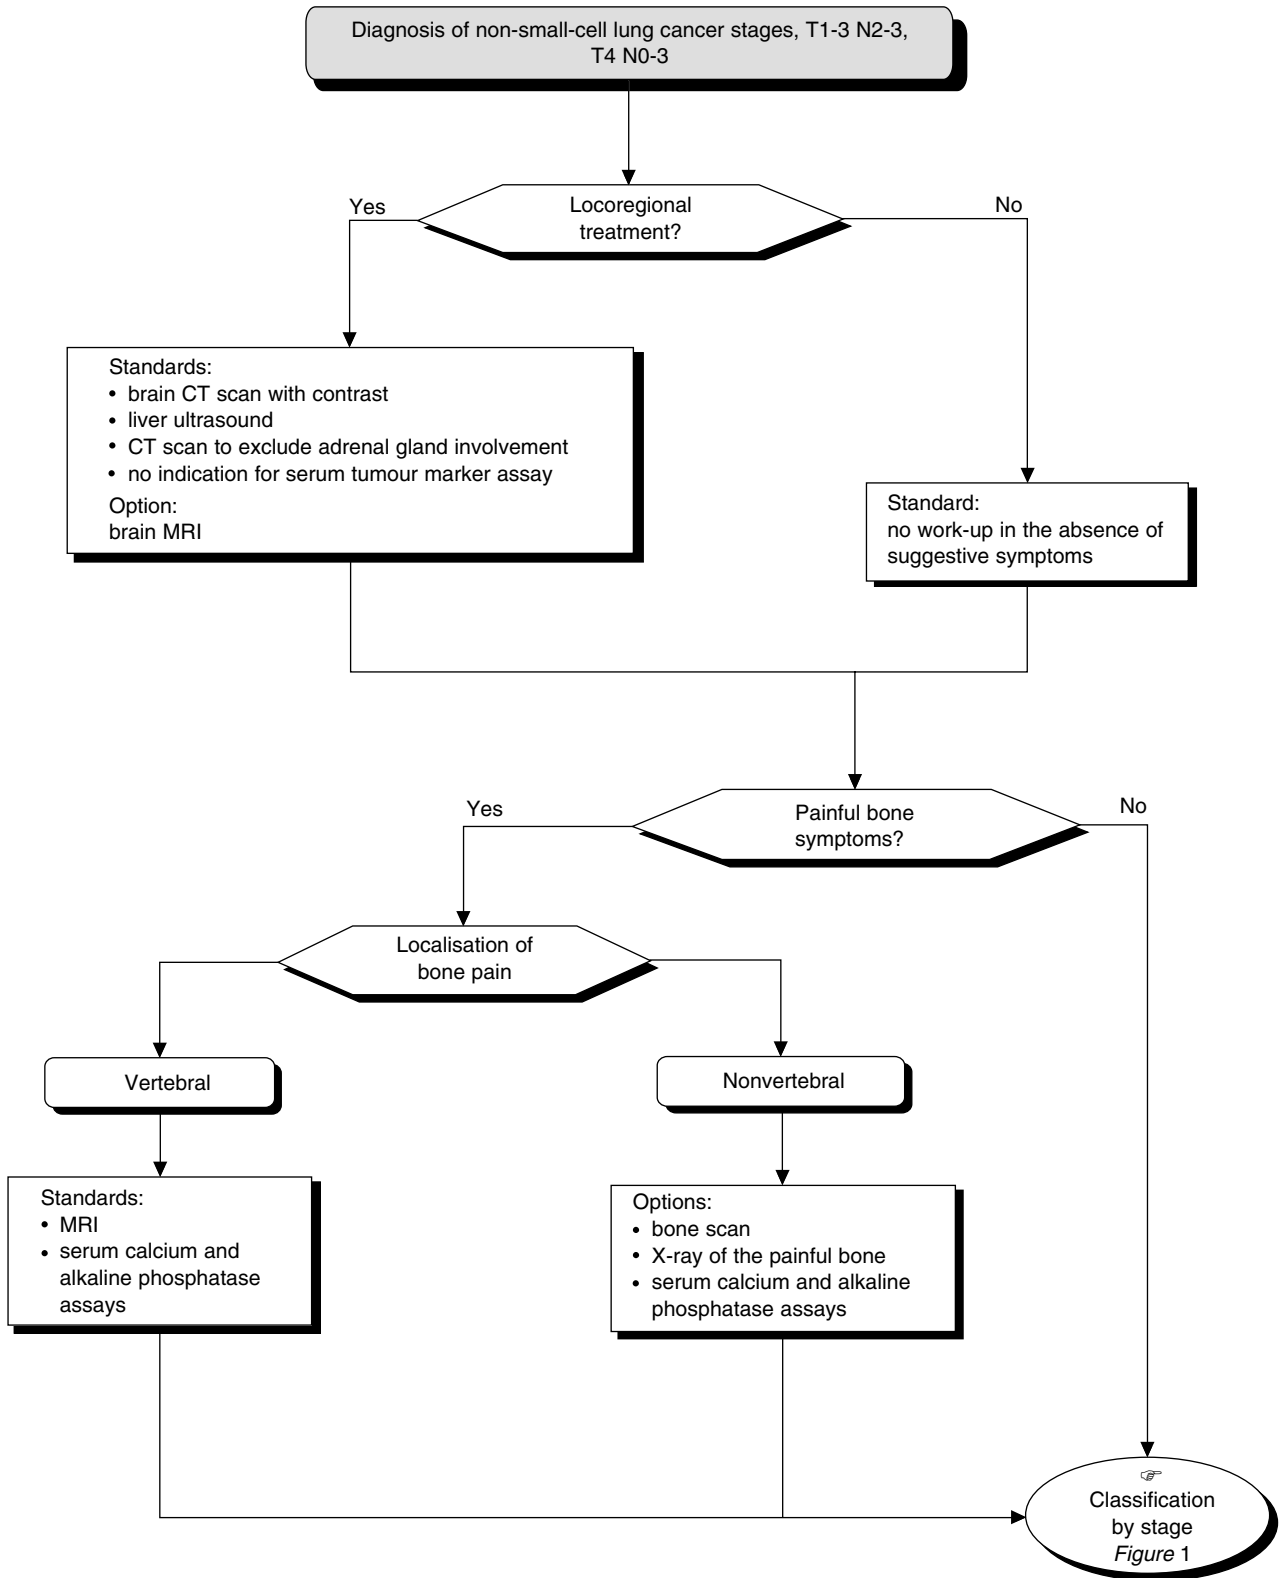 Diagnosis of non-small-cell lung cancer stages, T1-3 N2-3,
T4 N0-3
Yes
Locoregional
treatment?
No
Standards:
• brain CT scan with contrast
• liver ultrasound
• CT scan to exclude adrenal gland involvement
• no indication for serum tumour marker assay
Option:
brain MRI
Standard:
no work-up in the absence of
suggestive symptoms
Yes
Painful bone
symptoms?
No
Localisation of
bone pain
Vertebral
Nonvertebral
Standards:
• MRI
• serum calcium and
alkaline phosphatase
assays
Options:
• bone scan
• X-ray of the painful bone
• serum calcium and alkaline
phosphatase assays
☞
Classification
by stage
Figure 1